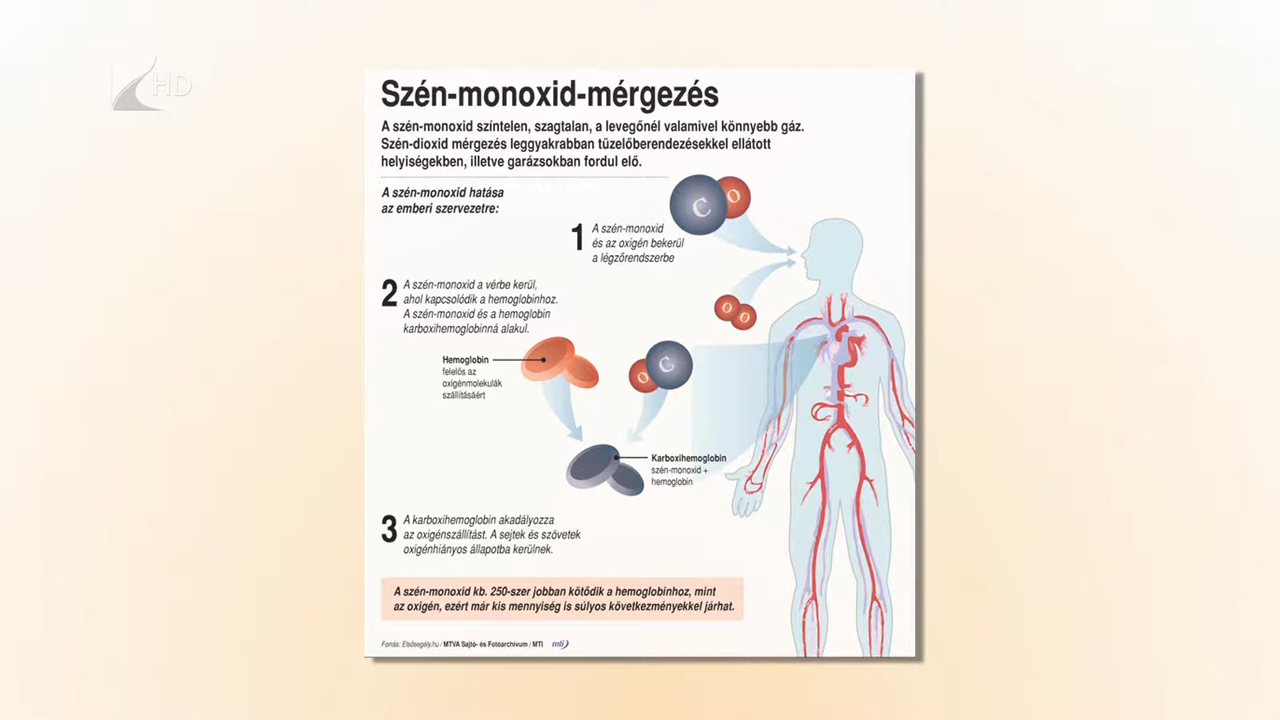 HD
Szén-monoxid-mérgezés
A szén-monoxid színtelen, szagtalan, a levegőnél valamivel könnyebb gáz.
Szén-dioxid mérgezés leggyakrabban tüzelőberendezésekkel ellátott
helyiségekben, illetve garázsokban fordul elő.
A szén-monoxid hatása
az emberi szervezetre:
C O
1 A szén-monoxid
és az oxigén bekerül
a légzőrendszerbe
2 A szén-monoxid a vérbe kerül,
ahol kapcsolódik a hemoglobinhoz.
A szén-monoxid és a hemoglobin
karboxihemoglobinná alakul.
O O
Hemoglobin
felelős az
oxigénmolekulák
szállításáért
O C
Karboxihemoglobin
szén-monoxid +
hemoglobin
3 A karboxihemoglobin akadályozza
az oxigénszállítást. A sejtek és szövetek
oxigénhiányos állapotba kerülnek.
A szén-monoxid kb. 250-szer jobban kötődik a hemoglobinhoz, mint
az oxigén, ezért már kis mennyiség is súlyos következményekkel járhat.
Forrás: Elsősegély.hu / MTVA Sajtó- és Fotóarchívum / MTI mti